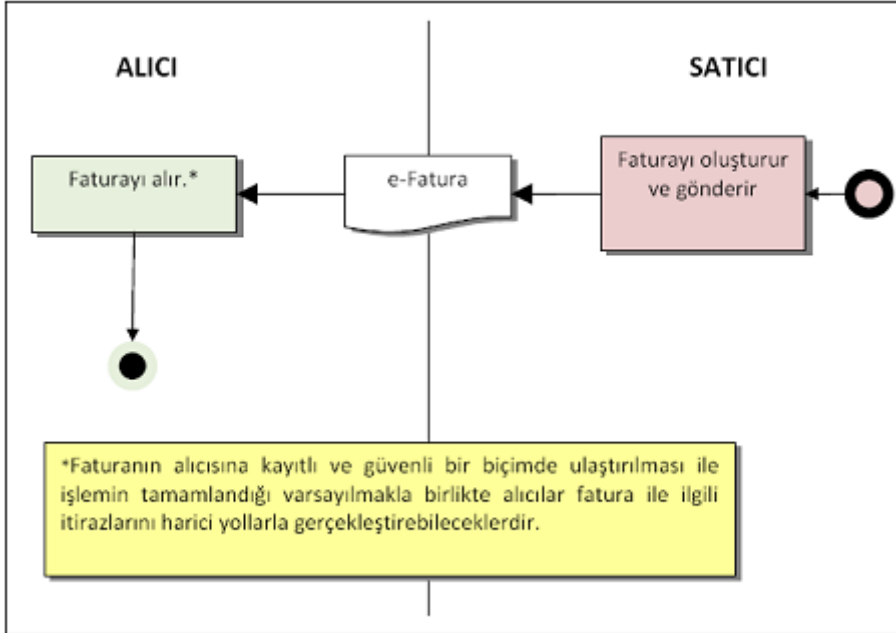 ALICI
SATICI
Faturayı alır.*
e-Fatura
Faturayı oluşturur
ve gönderir
*Faturanın alıcısına kayıtlı ve güvenli bir biçimde ulaştırılması ile
işlemin tamamlandığı varsayılmakla birlikte alıcılar fatura ile ilgili
itirazlarını harici yollarla gerçekleştirebileceklerdir.